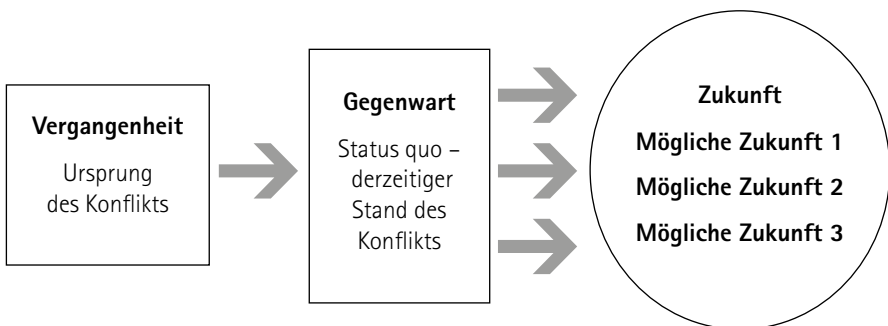 Vergangenheit
Ursprung
des Konflikts
Gegenwart
Status quo –
derzeitiger
Stand des
Konflikts
Zukunft
Mögliche Zukunft 1
Mögliche Zukunft 2
Mögliche Zukunft 3